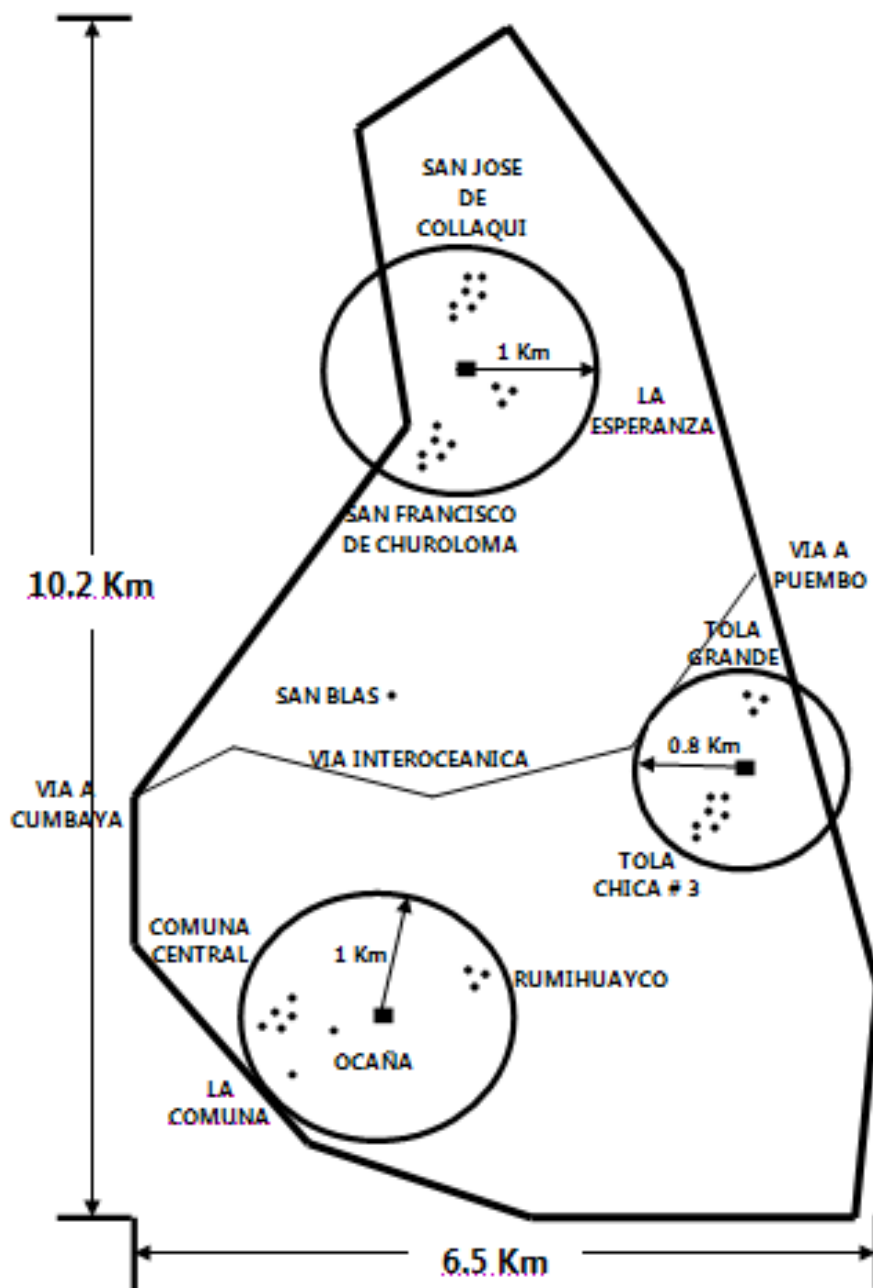 SAN JOSE
DE
COLLAQUI
1 Km
LA
ESPERANZA
SAN FRANCISCO
DE CHUROLOMA
VIA A
PUEMBO
10.2 Km
TOLA
GRANDE
SAN BLAS
0.8 Km
VIA INTEROCEANICA
VIA A
CUMBAYA
TOLA
CHICA # 3
COMUNA
CENTRAL
1 Km
RUMIHUAYCO
OCAÑA
LA
COMUNA
6.5 Km